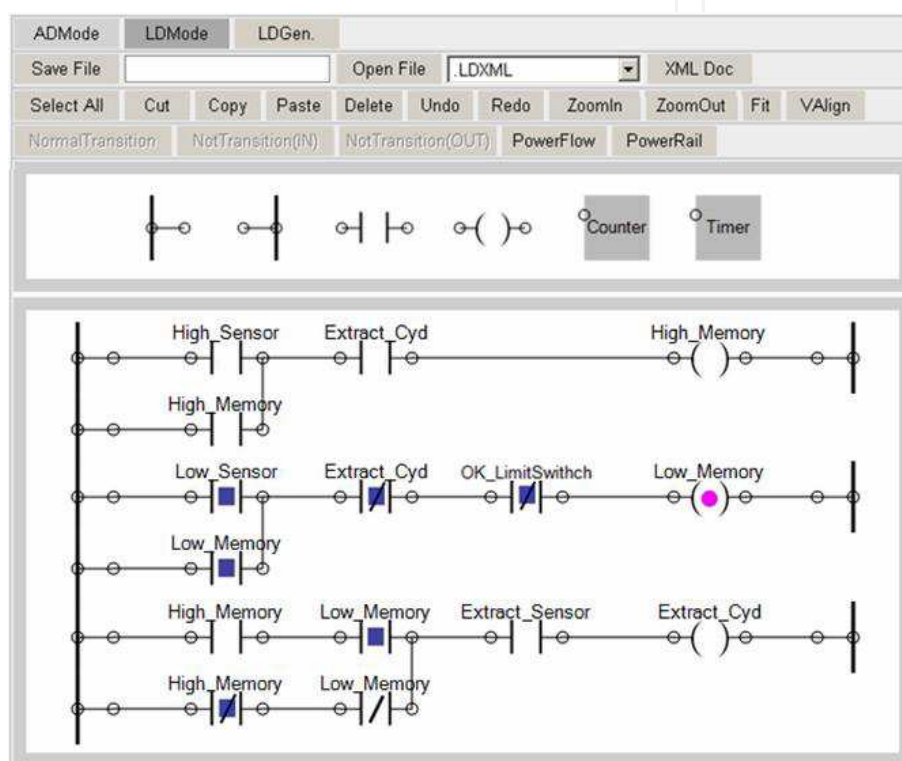 ADMode LDMode LDGen.
Save File Open File .LDXML XML Doc
Select All Cut Copy Paste Delete Undo Redo ZoomIn ZoomOut Fit VAlign
NormalTransition NotTransition(IN) NotTransition(OUT) PowerFlow PowerRail
Counter Timer
High_Sensor Extract_Cyd High_Memory
High_Memory
Low_Sensor Extract_Cyd OK_LimitSwithch Low_Memory
Low_Memory
High_Memory Low_Memory Extract_Sensor Extract_Cyd
High_Memory Low_Memory